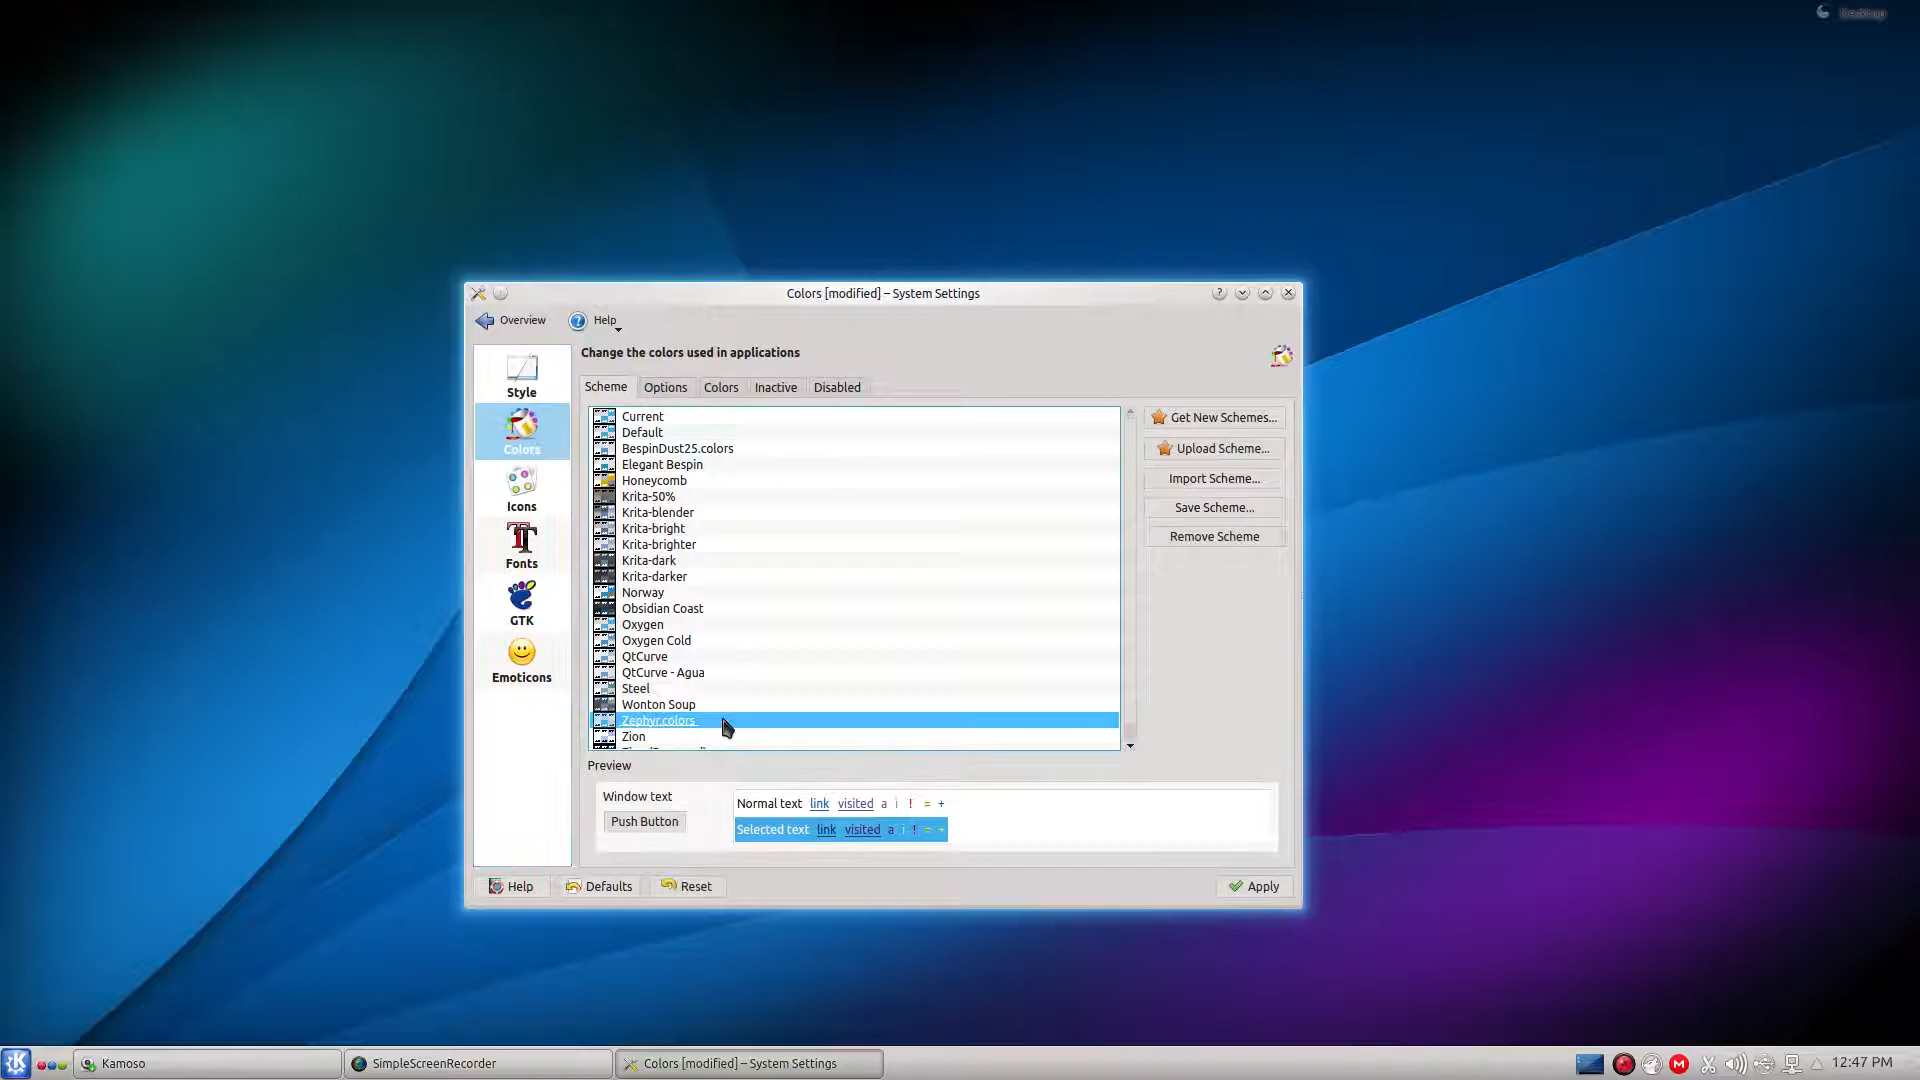 Desktop
Colors [modified] – System Settings
Overview
Help
Change the colors used in applications
Style
Colors
Icons
Fonts
GTK
Emoticons
Scheme Options Colors Inactive Disabled
Current
Default
BespinDust25.colors
Elegant Bespin
Honeycomb
Krita-50%
Krita-blender
Krita-bright
Krita-brighter
Krita-dark
Krita-darker
Norway
Obsidian Coast
Oxygen
Oxygen Cold
QtCurve
QtCurve - Agua
Steel
Wonton Soup
Zephyr.colors
Zion
Get New Schemes...
Upload Scheme...
Import Scheme...
Save Scheme...
Remove Scheme
Preview
Window text
Push Button
Normal text link visited a i ! = +
Selected text link visited a i ! = +
Help
Defaults
Reset
Apply
Kamoso
SimpleScreenRecorder
Colors [modified] – System Settings
12:47 PM